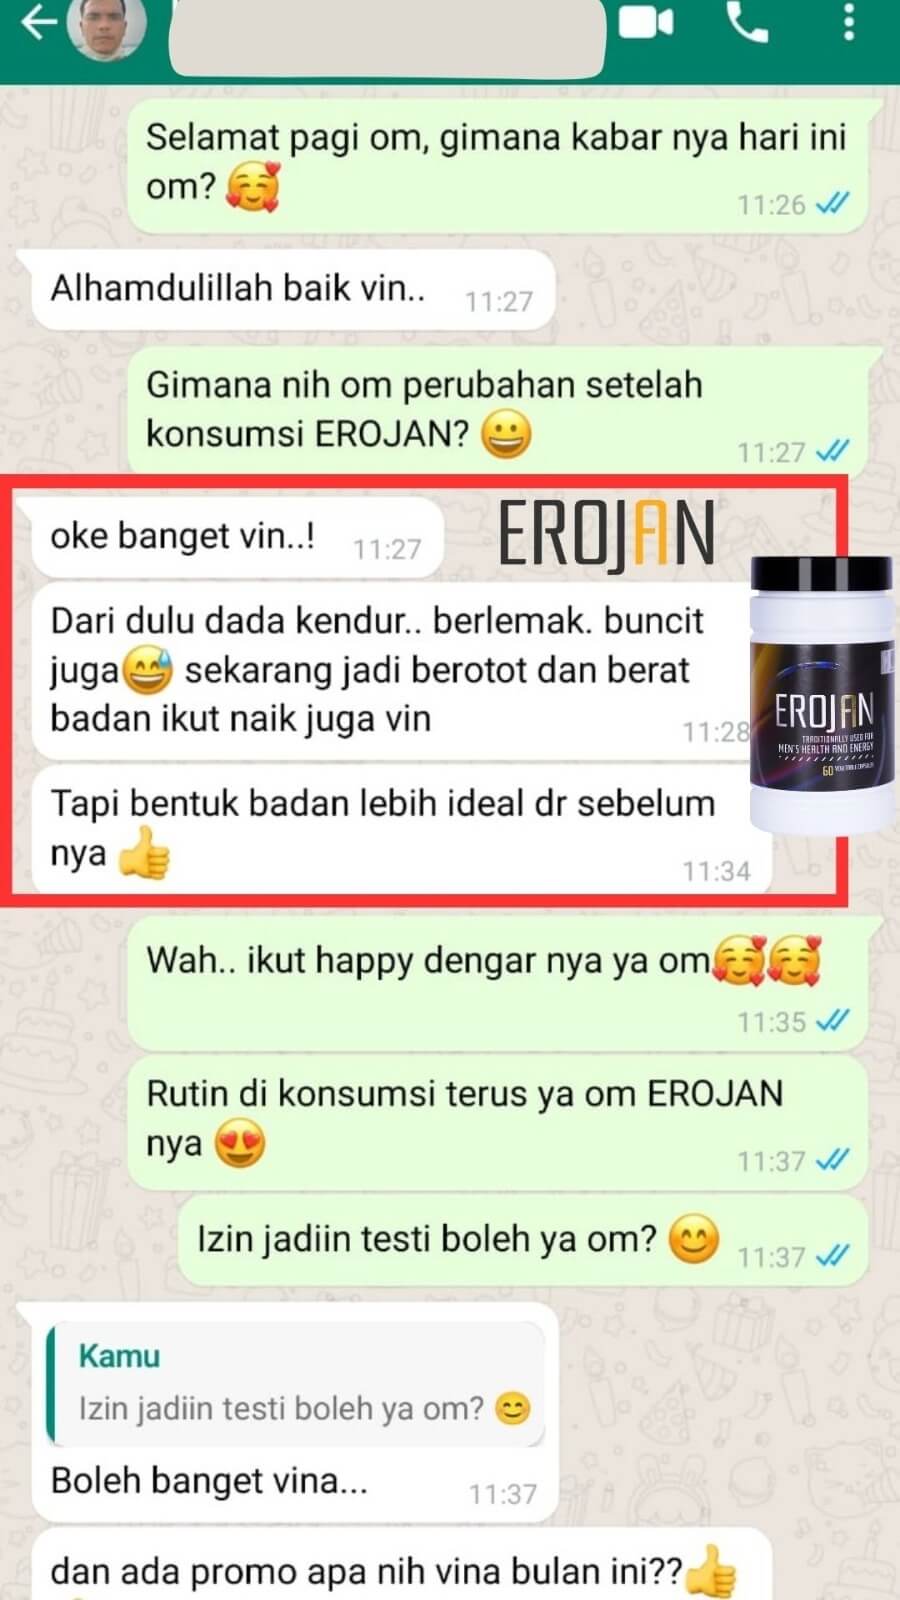 Selamat pagi om, gimana kabar nya hari ini
om? 🥰
11:26
Alhamdulillah baik vin..
11:27
Gimana nih om perubahan setelah
konsumsi EROJAN? 😀
11:27
oke banget vin..!
11:27
EROJAN
Dari dulu dada kendur.. berlemak. buncit
juga😅 sekarang jadi berotot dan berat
badan ikut naik juga vin
11:28
EROJAN
TRADITIONALLY USED FOR
MEN'S HEALTH AND ENERGY
60 VEGETABLE CAPSULES
Tapi bentuk badan lebih ideal dr sebelum
nya 👍
11:34
Wah.. ikut happy dengar nya ya om🥰🥰
11:35
Rutin di konsumsi terus ya om EROJAN
nya 😍
11:37
Izin jadiin testi boleh ya om? 😊
11:37
Kamu
Izin jadiin testi boleh ya om? 😊
Boleh banget vina...
11:37
dan ada promo apa nih vina bulan ini??👍